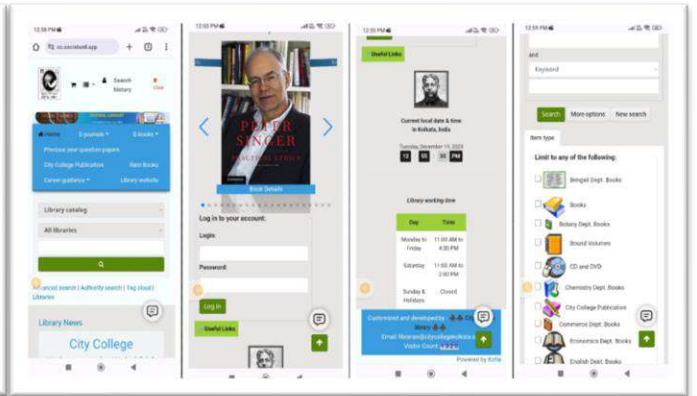 12:55 PM
Search
history
Clear
Home
E-journals
E-books
Previous year question papers
City College Publication
Rare Books
Career guidance
Library website
Library catalog
All libraries
Advanced search | Authority search | Tag cloud |
Libraries
Library News
City College
12:55 PM
PETER
SINGER
PRACTICAL ETHICS
Book Details
Log in to your account:
Login:
Password:
Log in
Useful Links
12:55 PM
Useful Links
Current local date & time
in Kolkata, India
Tuesday, December 19, 2023
12 55 30 PM
Library working time
Day Time
Monday to
Friday
11:00 AM to
4:30 PM
Saturday
11:00 AM to
2:00 PM
Sunday &
Holidays
Closed
Customized and developed by
Visitor Count
Powered by Koha
12:55 PM
and
Keyword
Search
More options
New search
Item type
Limit to any of the following:
Bengali Dept. Books
Books
Botany Dept. Books
Bound Volumes
CD and DVD
Chemistry Dept. Books
City College Publication
Commerce Dept. Books
Economics Dept. Books
English Dept. Books